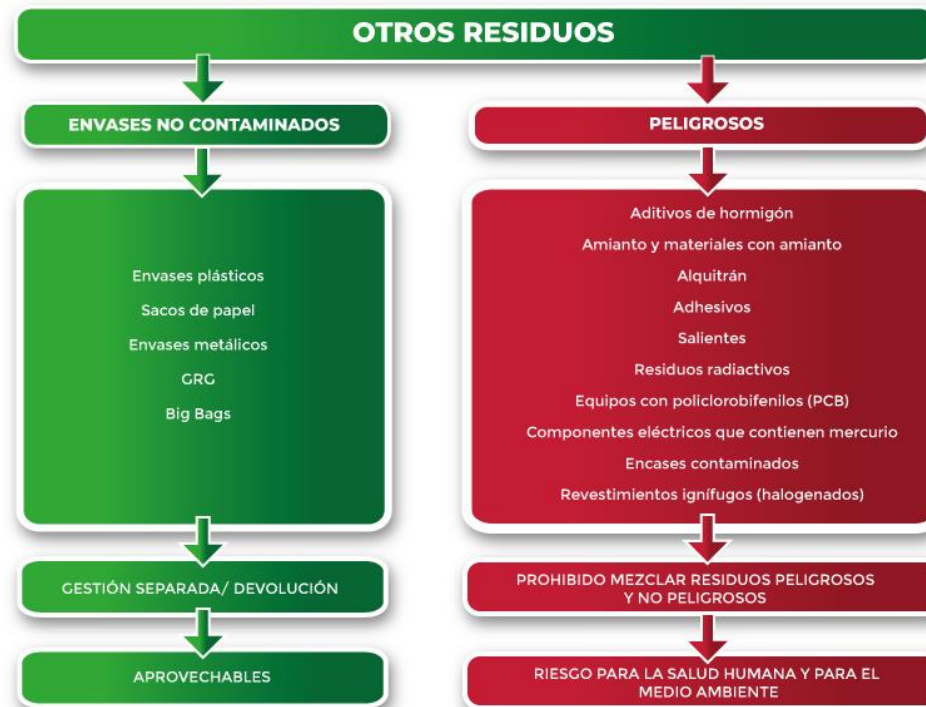 OTROS RESIDUOS
ENVASES NO CONTAMINADOS
Envases plásticos
Sacos de papel
Envases metálicos
GRG
Big Bags
GESTIÓN SEPARADA/ DEVOLUCIÓN
APROVECHABLES
PELIGROSOS
Aditivos de hormigón
Amianto y materiales con amianto
Alquitrán
Adhesivos
Salientes
Residuos radiactivos
Equipos con policlorobifenilos (PCB)
Componentes eléctricos que contienen mercurio
Encases contaminados
Revestimientos ignífugos (halogenados)
PROHIBIDO MEZCLAR RESIDUOS PELIGROSOS
Y NO PELIGROSOS
RIESGO PARA LA SALUD HUMANA Y PARA EL
MEDIO AMBIENTE